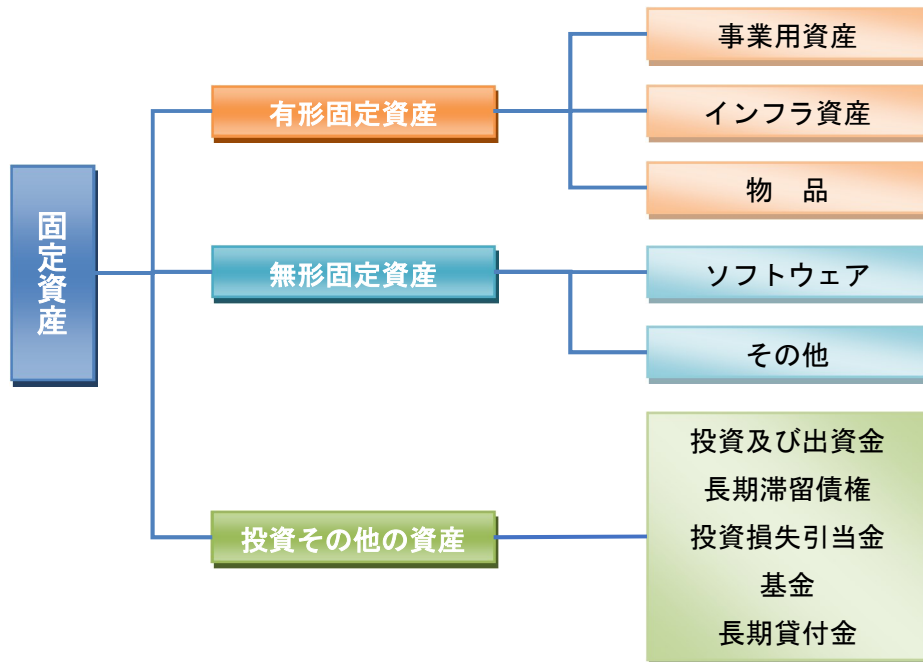 固定資産
有形固定資産
事業用資産
インフラ資産
物　品
無形固定資産
ソフトウェア
その他
投資その他の資産
投資及び出資金
長期滞留債権
投資損失引当金
基金
長期貸付金